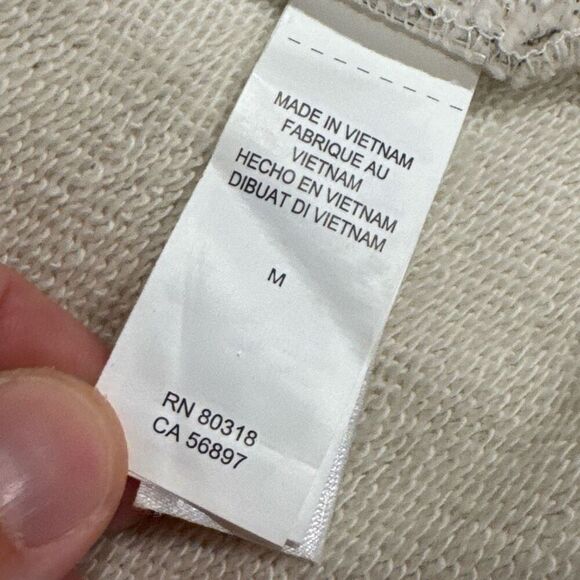 MADE IN VIETNAM
FABRIQUE AU
VIETNAM
HECHO EN VIETNAM
DIBUAT DI VIETNAM
M
RN 80318
CA 56897